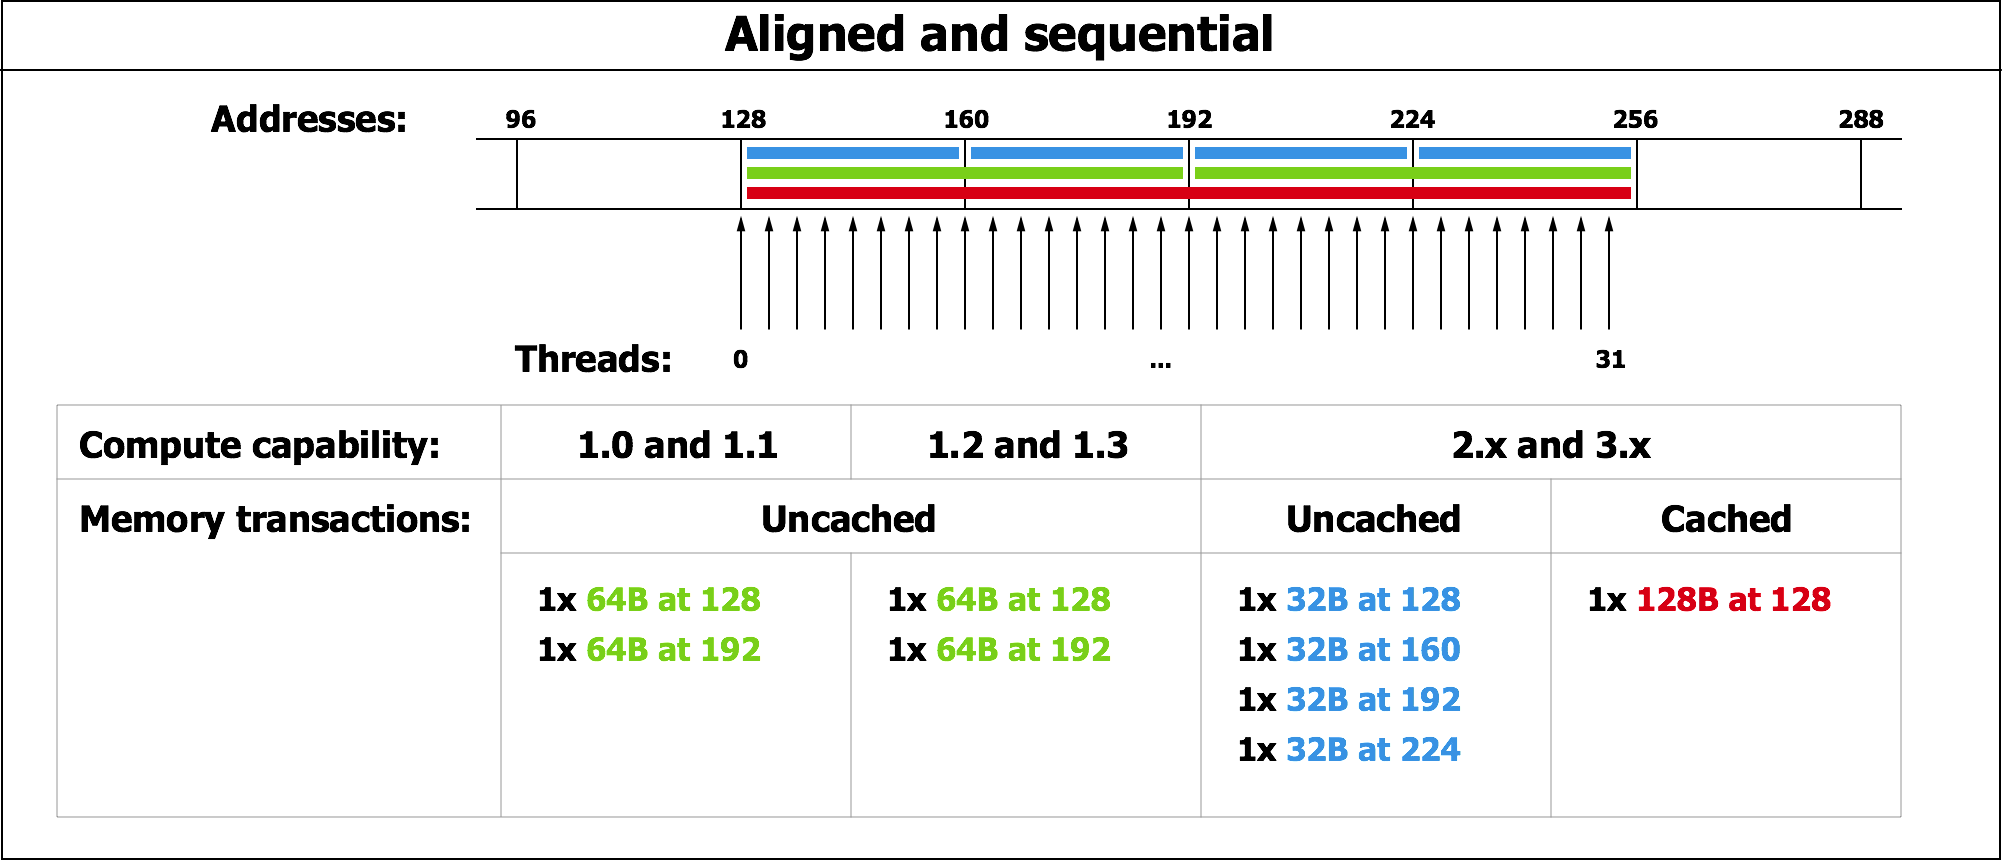 Aligned and sequential
Addresses: 96 128 160 192 224 256 288
Threads: 0 ... 31
Compute capability: 1.0 and 1.1 1.2 and 1.3 2.x and 3.x
Memory transactions: Uncached Uncached Cached
1x 64B at 128 1x 64B at 128 1x 32B at 128 1x 128B at 128
1x 64B at 192 1x 64B at 192 1x 32B at 160
1x 32B at 192
1x 32B at 224